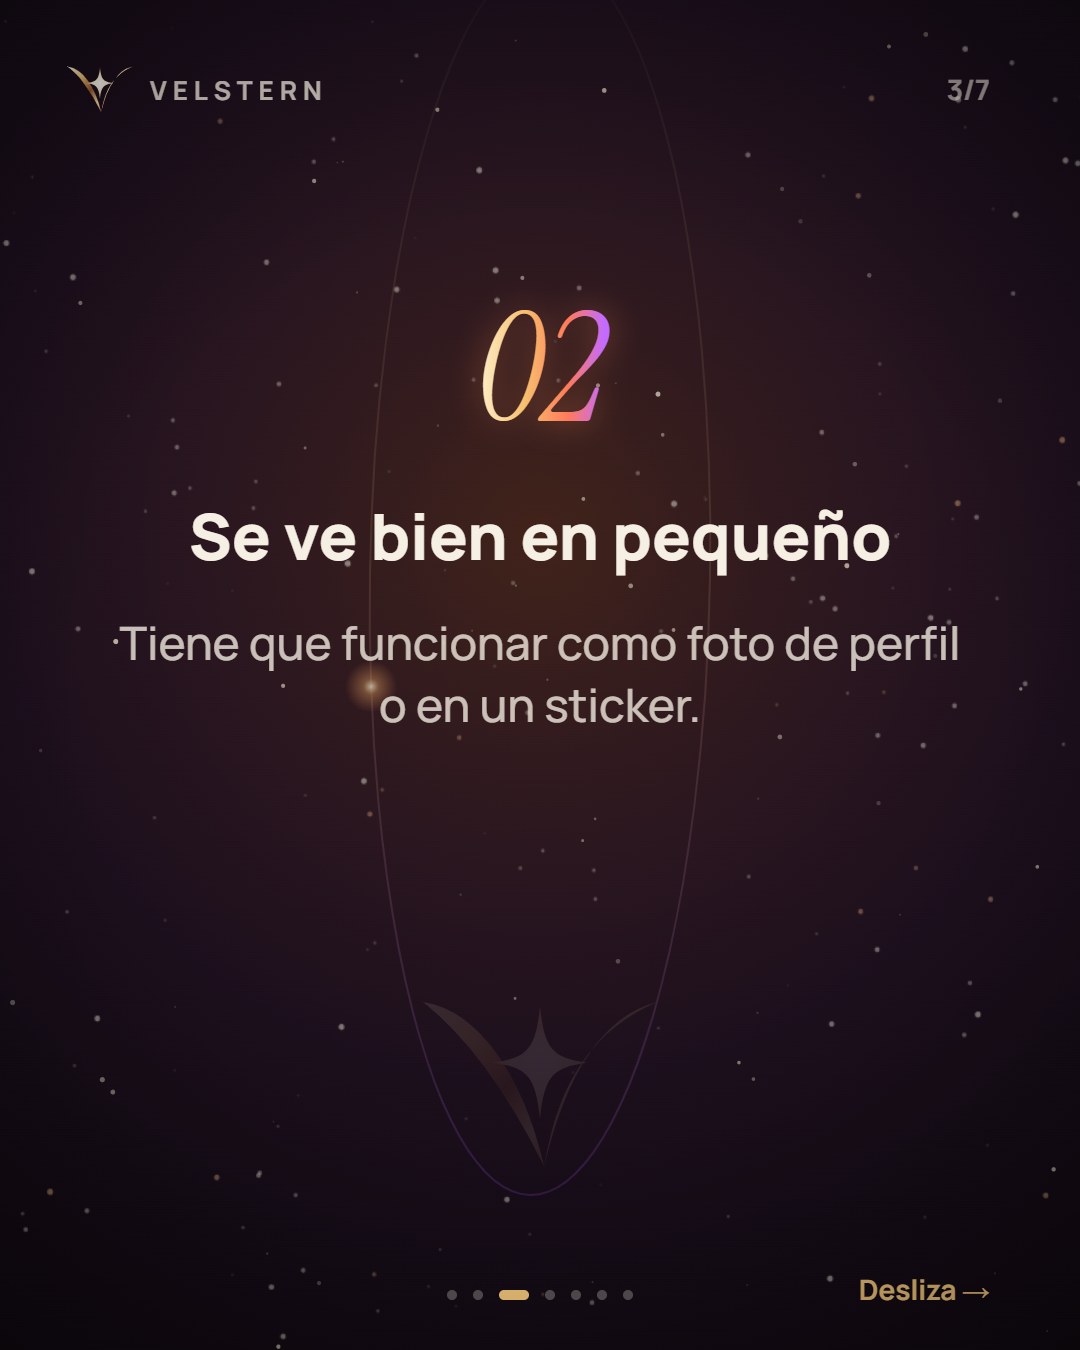 VELSTERN
3/7
02
Se ve bien en pequeño
Tiene que funcionar como foto de perfil
o en un sticker.
Desliza →